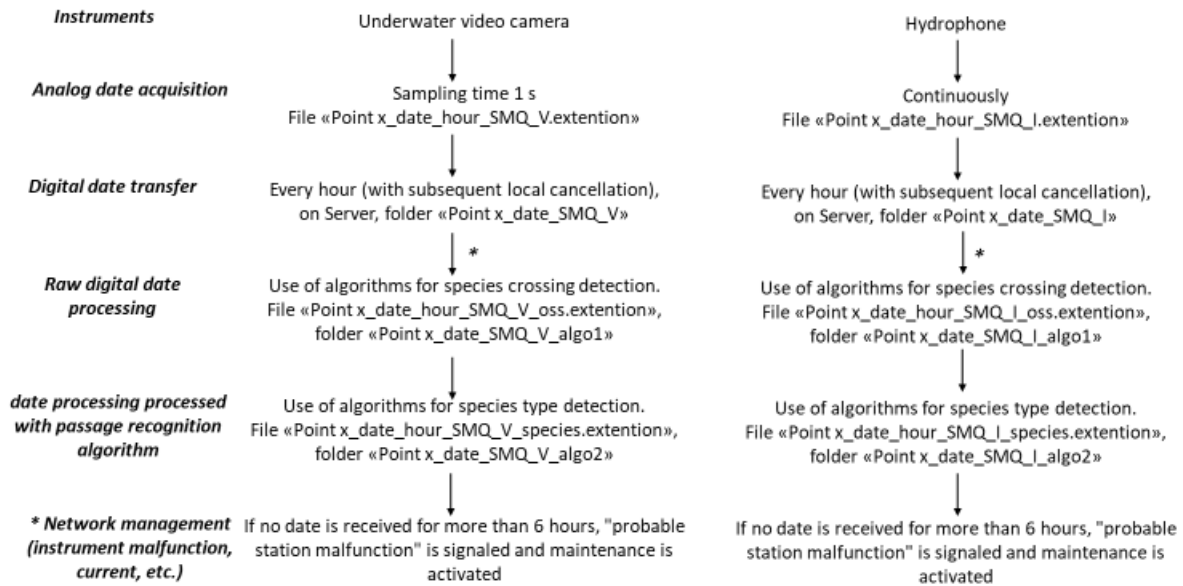 Instruments
Underwater video camera
Hydrophone
Analog date acquisition
Sampling time 1 s
File «Point x_date_hour_SMQ_V.extention»
Continuously
File «Point x_date_hour_SMQ_I.extention»
Digital date transfer
Every hour (with subsequent local cancellation),
on Server, folder «Point x_date_SMQ_V»
Every hour (with subsequent local cancellation),
on Server, folder «Point x_date_SMQ_I»
*
*
Raw digital date
processing
Use of algorithms for species crossing detection.
File «Point x_date_hour_SMQ_V_oss.extention»,
folder «Point x_date_SMQ_V_algo1»
Use of algorithms for species crossing detection.
File «Point x_date_hour_SMQ_I_oss.extention»,
folder «Point x_date_SMQ_I_algo1»
date processing processed
with passage recognition
algorithm
Use of algorithms for species type detection.
File «Point x_date_hour_SMQ_V_species.extention»,
folder «Point x_date_SMQ_V_algo2»
Use of algorithms for species type detection.
File «Point x_date_hour_SMQ_I_species.extention»,
folder «Point x_date_SMQ_I_algo2»
* Network management
(instrument malfunction,
current, etc.)
If no date is received for more than 6 hours, "probable
station malfunction" is signaled and maintenance is
activated
If no date is received for more than 6 hours, "probable
station malfunction" is signaled and maintenance is
activated